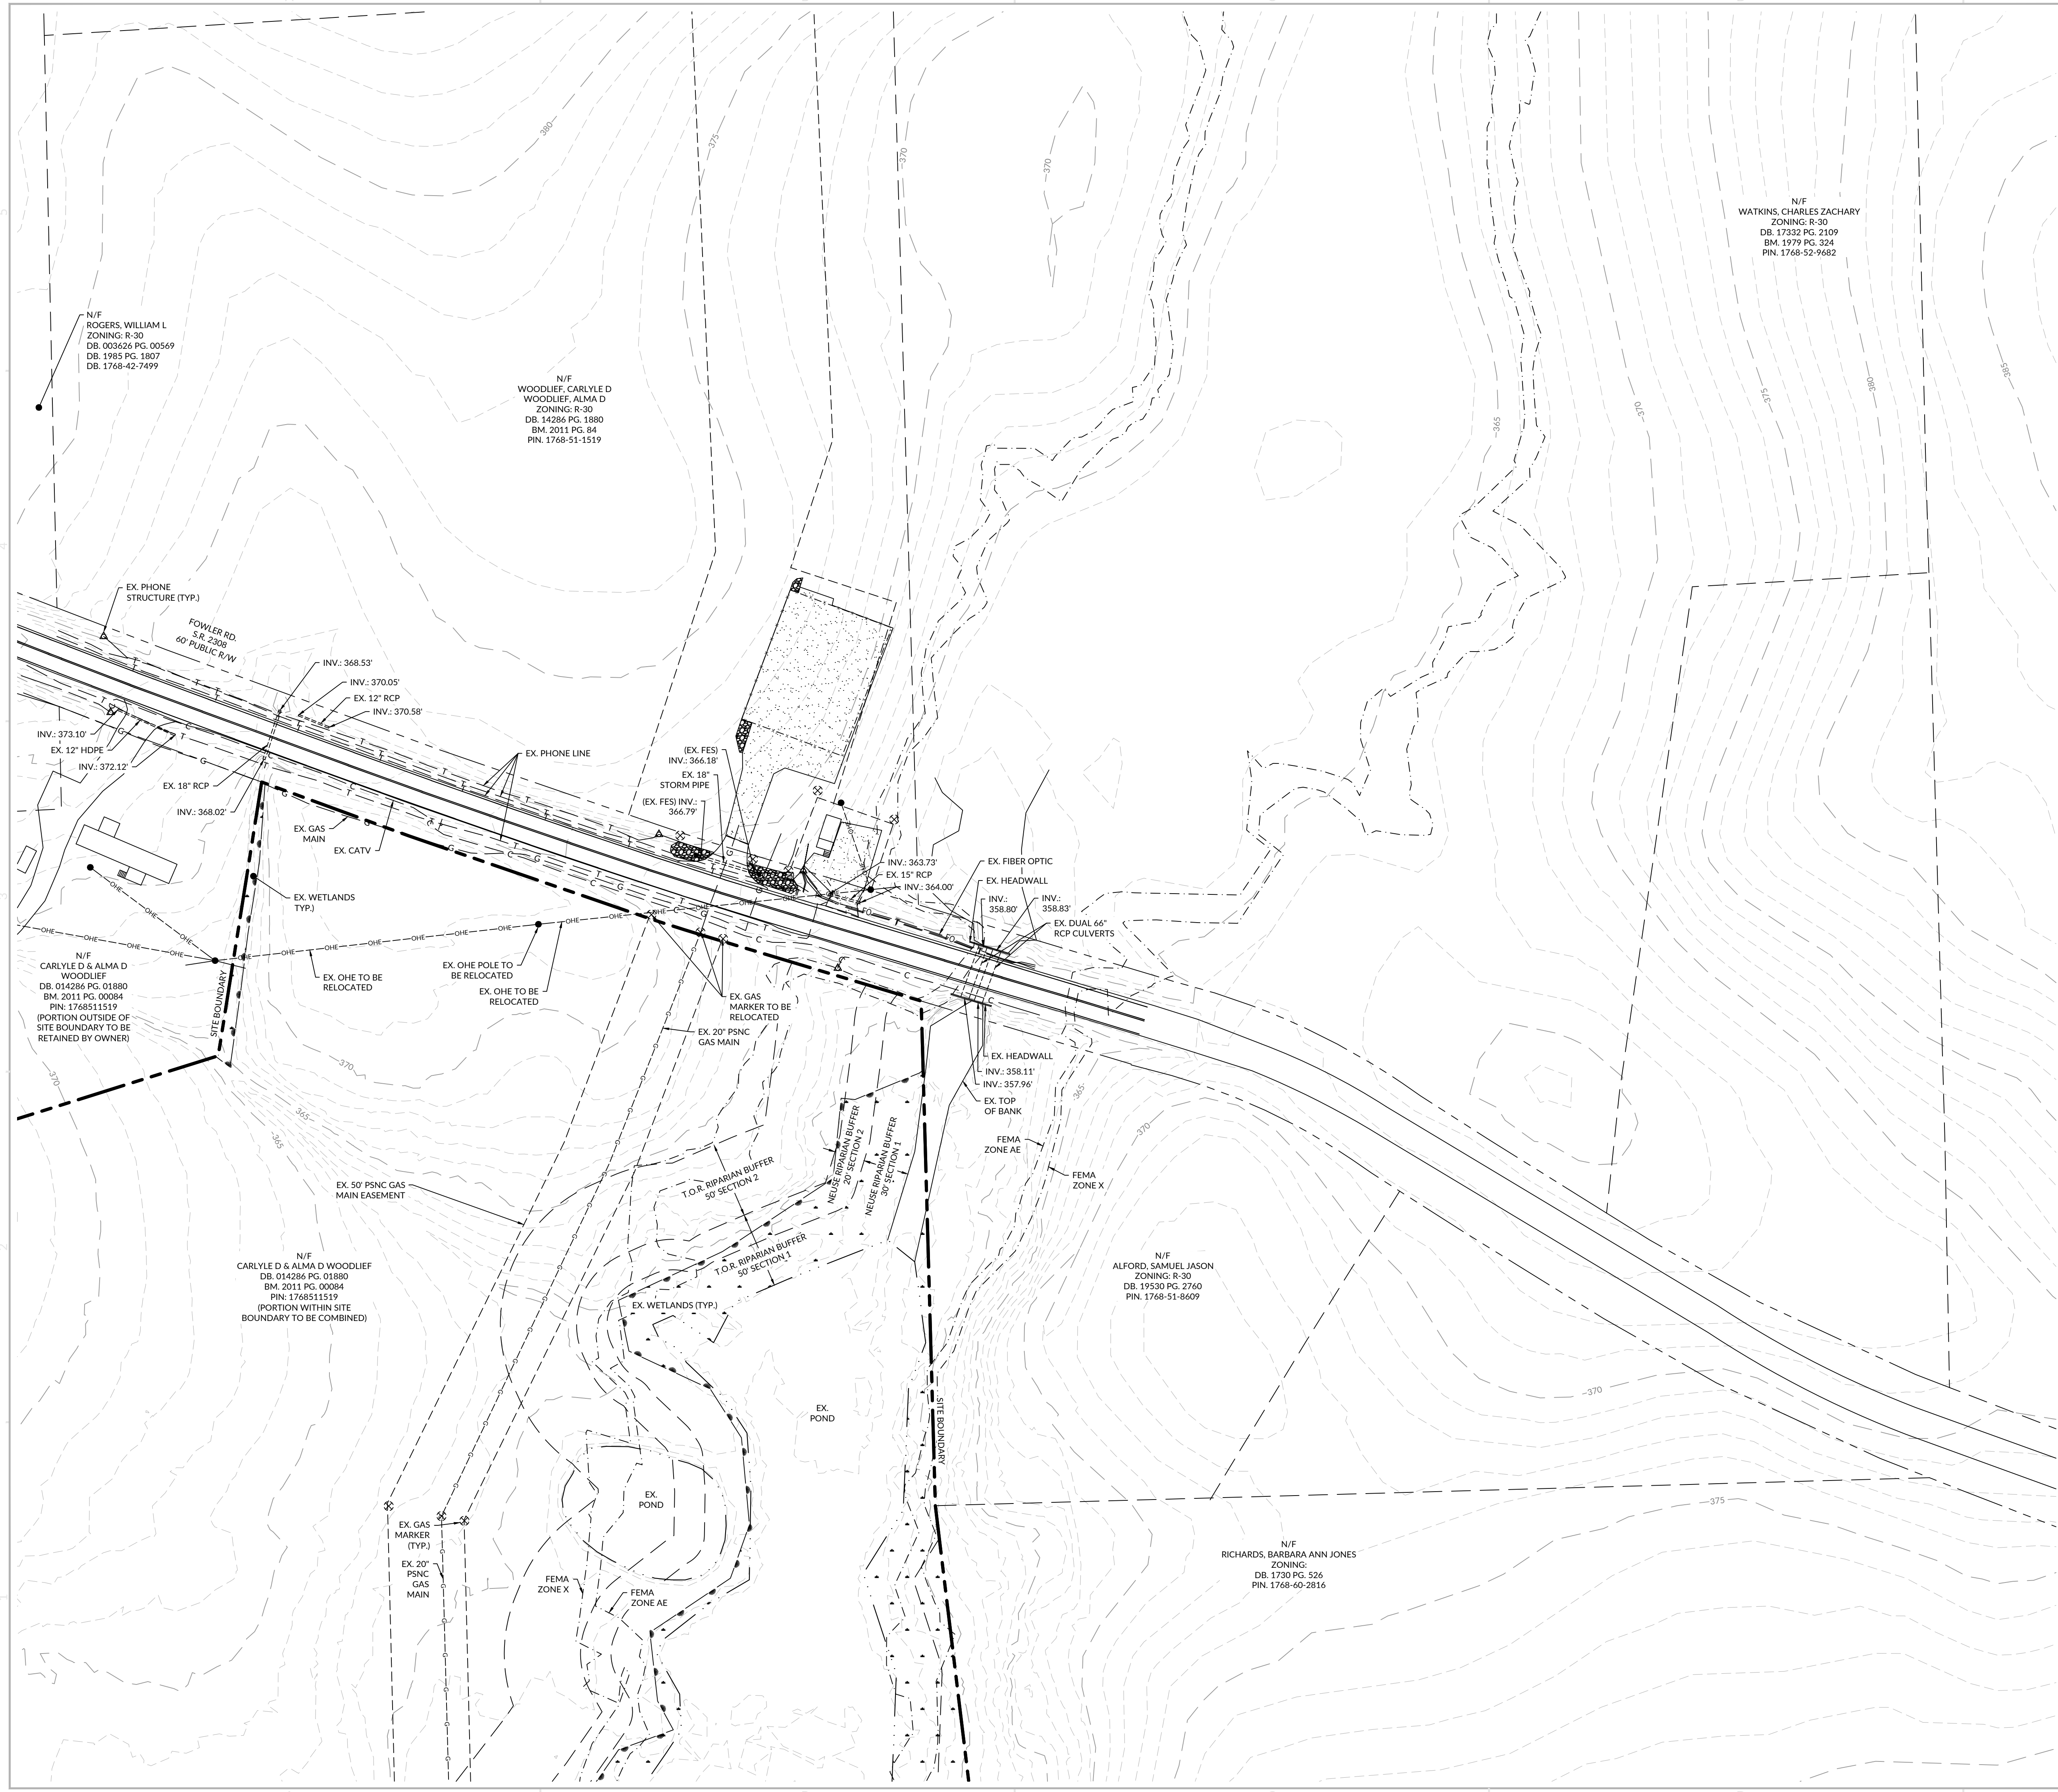 380
375
370
370
N/F
WATKINS, CHARLES ZACHARY
ZONING: R-30
DB. 17332 PG. 2109
BM. 1979 PG. 324
PIN. 1768-52-9682
N/F
ROGERS, WILLIAM L
ZONING: R-30
DB. 003626 PG. 00569
DB. 1985 PG. 1807
DB. 1768-42-7499
N/F
WOODLIEF, CARLYLE D
WOODLIEF, ALMA D
ZONING: R-30
DB. 14286 PG. 1880
BM. 2011 PG. 84
PIN. 1768-51-1519
365
370
375
380
385
EX. PHONE
STRUCTURE (TYP.)
FOWLER RD.
S.R. 2308
60' PUBLIC R/W
INV.: 368.53'
INV.: 370.05'
EX. 12" RCP
INV.: 370.58'
INV.: 373.10'
EX. 12" HDPE
INV.: 372.12'
EX. 18" RCP
INV.: 368.02'
EX. PHONE LINE
(EX. FES)
INV.: 366.18'
EX. 18"
STORM PIPE
(EX. FES) INV.:
366.79'
EX. GAS
MAIN
EX. CATV
INV.: 363.73'
EX. 15" RCP
INV.: 364.00'
EX. FIBER OPTIC
EX. HEADWALL
INV.:
358.80'
INV.:
358.83'
EX. DUAL 66"
RCP CULVERTS
EX. WETLANDS
TYP.)
N/F
CARLYLE D & ALMA D
WOODLIEF
DB. 014286 PG. 01880
BM. 2011 PG. 00084
PIN: 1768511519
(PORTION OUTSIDE OF
SITE BOUNDARY TO BE
RETAINED BY OWNER)
SITE BOUNDARY
EX. OHE TO BE
RELOCATED
EX. OHE POLE TO
BE RELOCATED
EX. OHE TO BE
RELOCATED
EX. GAS
MARKER TO BE
RELOCATED
EX. 20" PSNC
GAS MAIN
EX. HEADWALL
INV.: 358.11'
INV.: 357.96'
EX. TOP
OF BANK
370
370
365
365
365
370
FEMA
ZONE AE
FEMA
ZONE X
NEUSE RIPARIAN BUFFER
20' SECTION 2
NEUSE RIPARIAN BUFFER
30' SECTION 1
T.O.R. RIPARIAN BUFFER
50' SECTION 2
T.O.R. RIPARIAN BUFFER
50' SECTION 1
EX. 50' PSNC GAS
MAIN EASEMENT
N/F
CARLYLE D & ALMA D WOODLIEF
DB. 014286 PG. 01880
BM. 2011 PG. 00084
PIN: 1768511519
(PORTION WITHIN SITE
BOUNDARY TO BE COMBINED)
N/F
ALFORD, SAMUEL JASON
ZONING: R-30
DB. 19530 PG. 2760
PIN. 1768-51-8609
EX. WETLANDS (TYP.)
370
EX.
POND
SITE BOUNDARY
EX.
POND
375
EX. GAS
MARKER
(TYP.)
EX. 20"
PSNC
GAS
MAIN
FEMA
ZONE X
FEMA
ZONE AE
N/F
RICHARDS, BARBARA ANN JONES
ZONING:
DB. 1730 PG. 526
PIN. 1768-60-2816